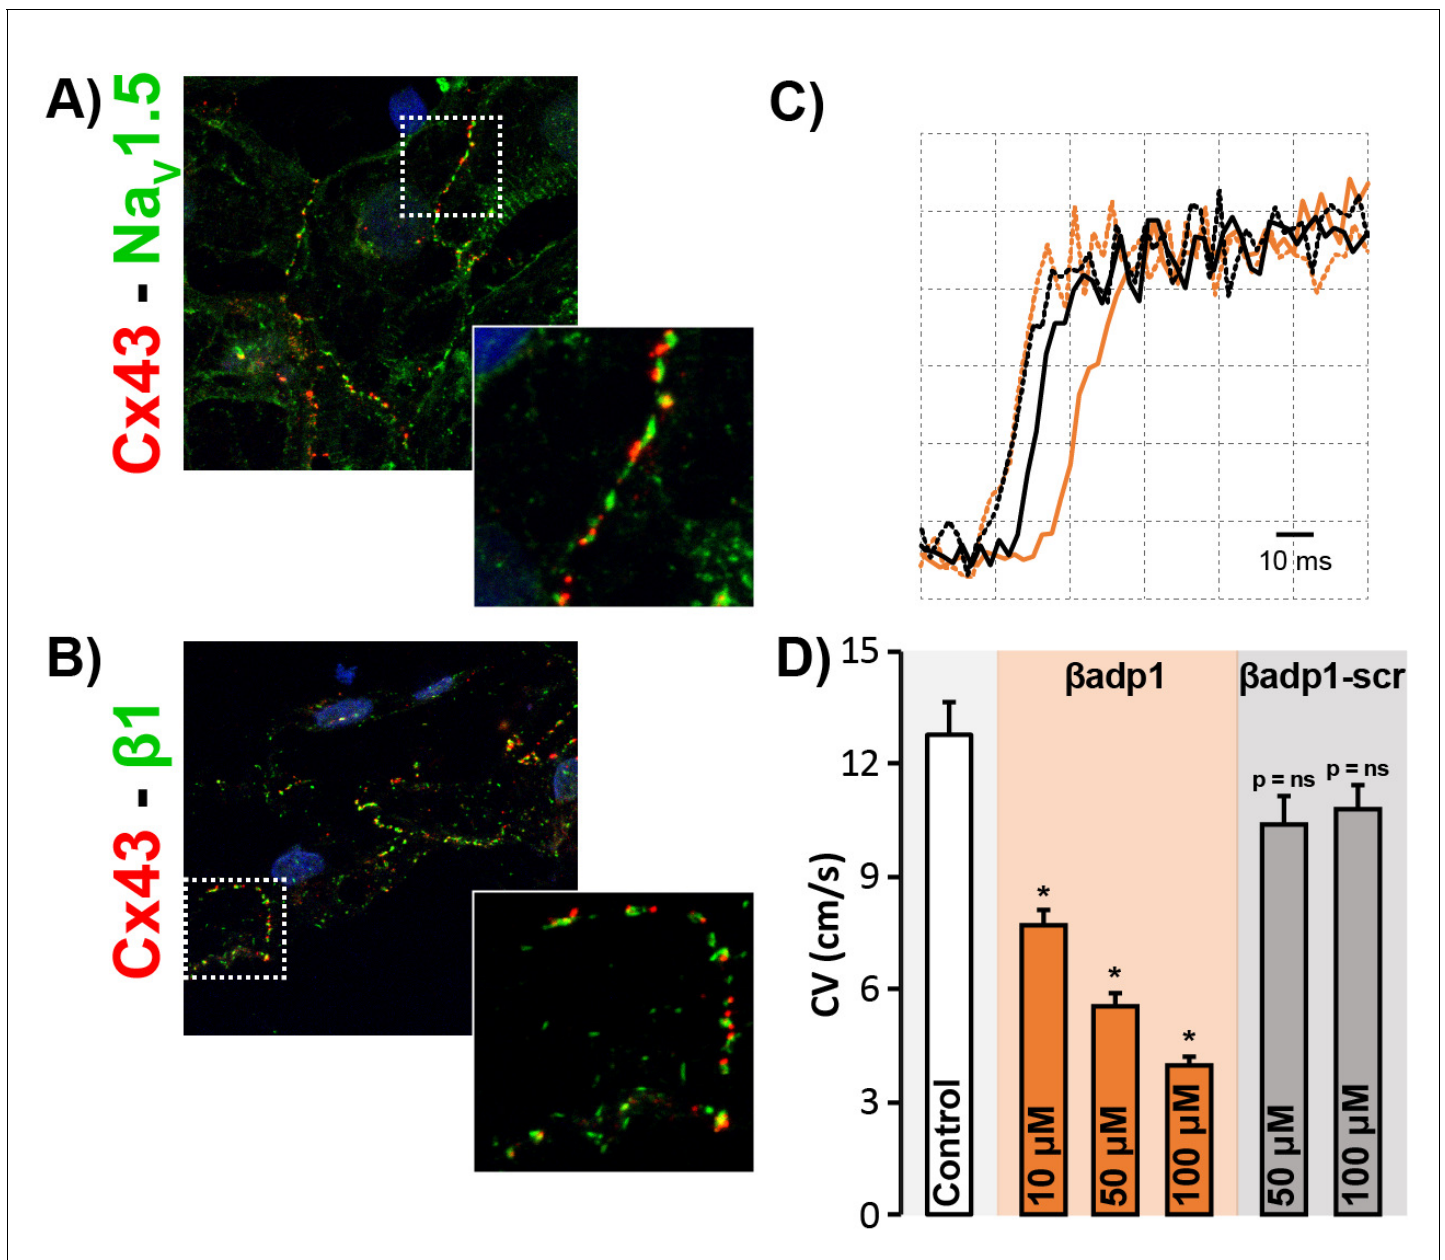 A)
Cx43 - NaV1.5
B)
Cx43 - β1
C)
10 ms
D)
CV (cm/s)
15
12
9
6
3
0
βadp1
βadp1-scr
*
*
*
p = ns
p = ns
Control
10 µM
50 µM
100 µM
50 µM
100 µM